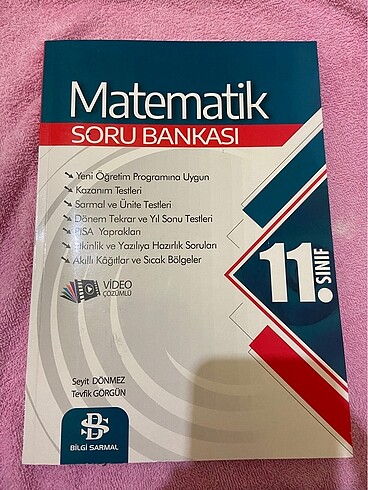 Matematik
SORU BANKASI
Yeni Öğretim Programına Uygun
Kazanım Testleri
Sarmal ve Ünite Testleri
Dönem Tekrar ve Yıl Sonu Testleri
PISA Yaprakları
Etkinlik ve Yazılıya Hazırlık Soruları
Akıllı Kâğıtlar ve Sıcak Bölgeler
11. SINIF
VİDEO
ÇÖZÜMLÜ
Seyit DÖNMEZ
Tevfik GÖRGÜN
BS
BİLGİ SARMAL